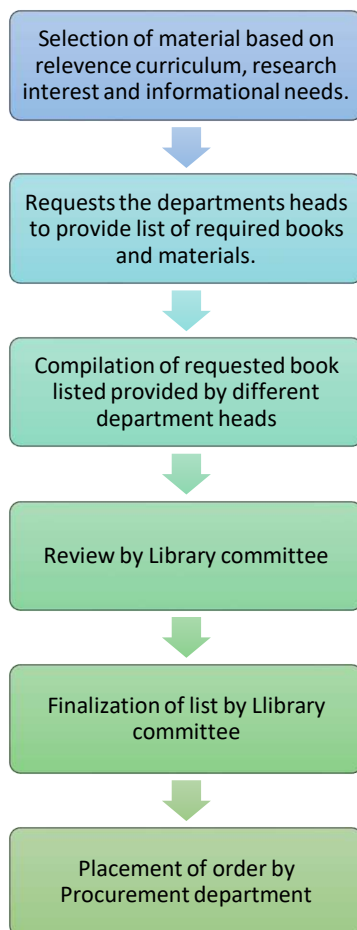 Selection of material based on
relevence curriculum, research
interest and informational needs.
Requests the departments heads
to provide list of required books
and materials.
Compilation of requested book
listed provided by different
department heads
Review by Library committee
Finalization of list by Llibrary
committee
Placement of order by
Procurement department